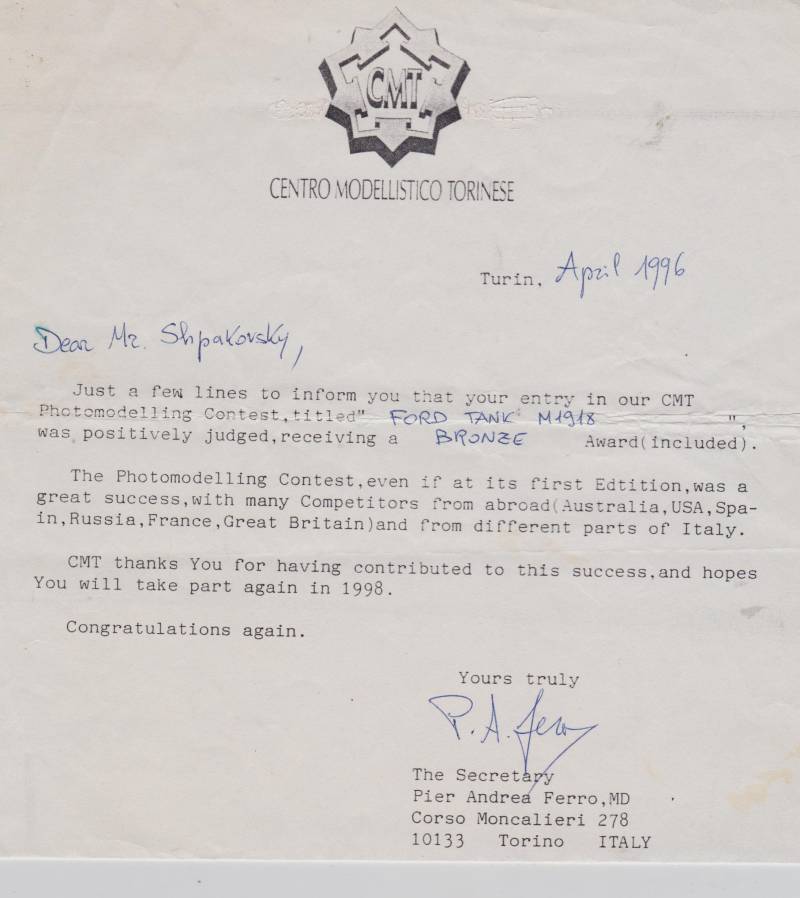 CMT
CENTRO MODELLISTICO TORINESE
Turin, April 1996
Dear Mr. Shpakovsky,
Just a few lines to inform you that your entry in our CMT
Photomodelling Contest,titled" FORD TANK M1918 ",
was positively judged,receiving a BRONZE Award(included).
The Photomodelling Contest,even if at its first Edtition,was a
great success,with many Competitors from abroad(Australia,USA,Spa-
in,Russia,France,Great Britain)and from different parts of Italy.
CMT thanks You for having contributed to this success,and hopes
You will take part again in 1998.
Congratulations again.
Yours truly
P.A. Ferro
The Secretary
Pier Andrea Ferro,MD
Corso Moncalieri 278
10133 Torino ITALY